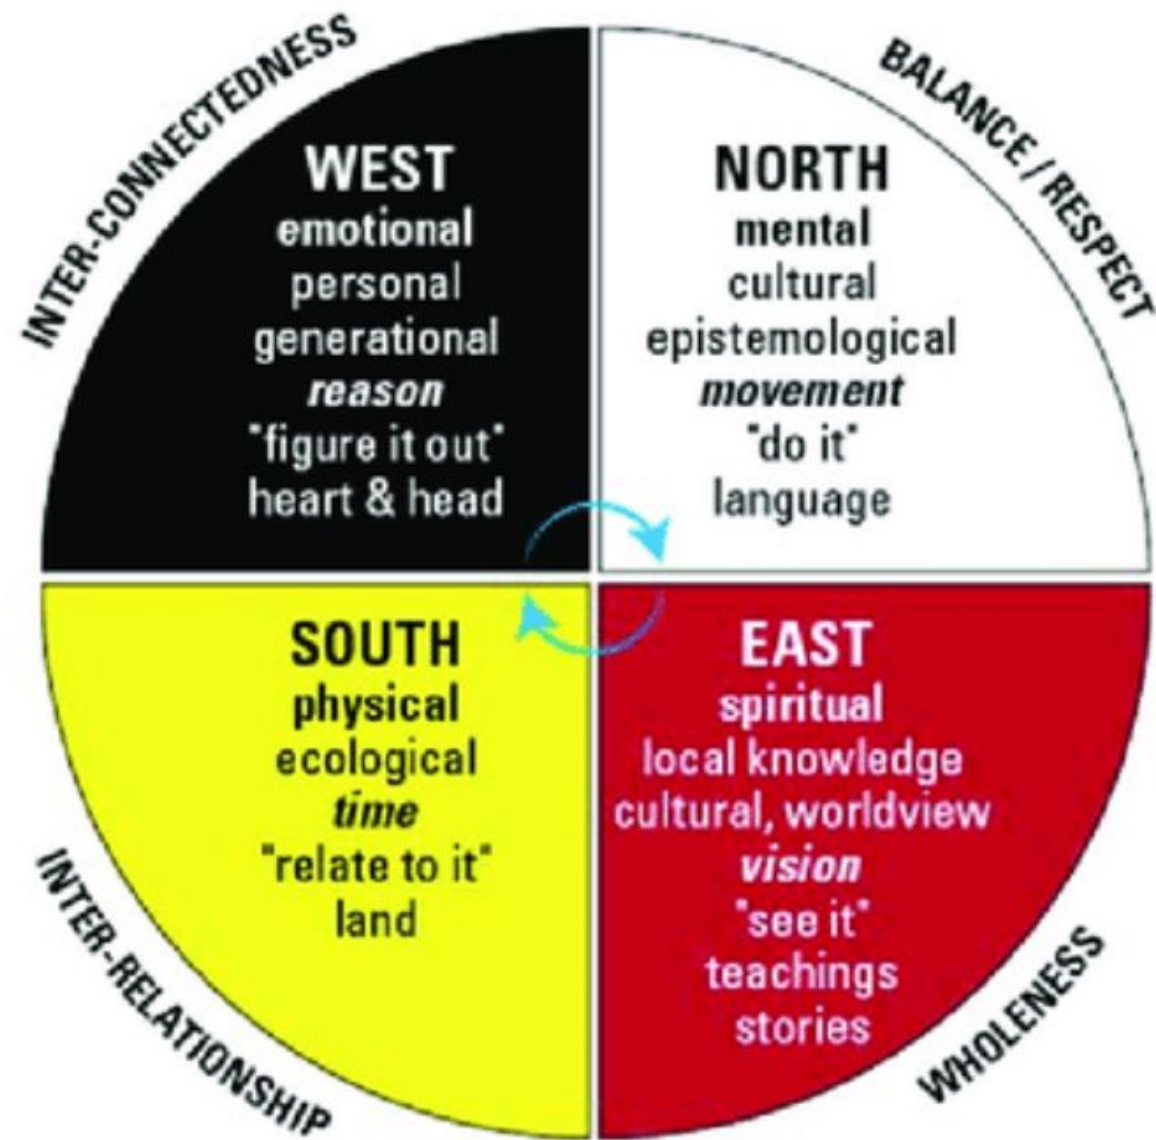 INTER-CONNECTEDNESS
BALANCE / RESPECT
WEST
emotional
personal
generational
reason
"figure it out"
heart & head
NORTH
mental
cultural
epistemological
movement
"do it"
language
SOUTH
physical
ecological
time
"relate to it"
land
EAST
spiritual
local knowledge
cultural, worldview
vision
"see it"
teachings
stories
INTER-RELATIONSHIP
WHOLENESS